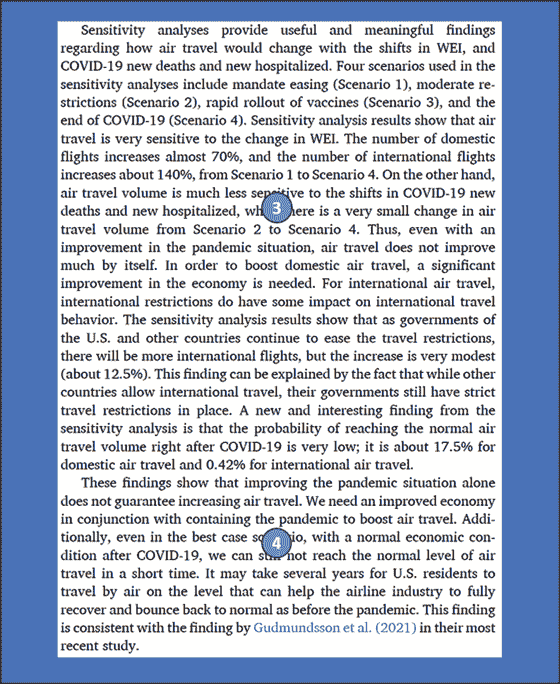 Sensitivity analyses provide useful and meaningful findings
regarding how air travel would change with the shifts in WEI, and
COVID-19 new deaths and new hospitalized. Four scenarios used in the
sensitivity analyses include mandate easing (Scenario 1), moderate re-
strictions (Scenario 2), rapid rollout of vaccines (Scenario 3), and the
end of COVID-19 (Scenario 4). Sensitivity analysis results show that air
travel is very sensitive to the change in WEI. The number of domestic
flights increases almost 70%, and the number of international flights
increases about 140%, from Scenario 1 to Scenario 4. On the other hand,
air travel volume is much less sensitive to the shifts in COVID-19 new
3
deaths and new hospitalized, there is a very small change in air
travel volume from Scenario 2 to Scenario 4. Thus, even with an
improvement in the pandemic situation, air travel does not improve
much by itself. In order to boost domestic air travel, a significant
improvement in the economy is needed. For international air travel,
international restrictions do have some impact on international travel
behavior. The sensitivity analysis results show that as governments of
the U.S. and other countries continue to ease the travel restrictions,
there will be more international flights, but the increase is very modest
(about 12.5%). This finding can be explained by the fact that while other
countries allow international travel, their governments still have strict
travel restrictions in place. A new and interesting finding from the
sensitivity analysis is that the probability of reaching the normal air
travel volume right after COVID-19 is very low; it is about 17.5% for
domestic air travel and 0.42% for international air travel.
These findings show that improving the pandemic situation alone
does not guarantee increasing air travel. We need an improved economy
in conjunction with containing the pandemic to boost air travel. Addi-
tionally, even in the best case scenario, with a normal economic con-
4
dition after COVID-19, we can still not reach the normal level of air
travel in a short time. It may take several years for U.S. residents to
travel by air on the level that can help the airline industry to fully
recover and bounce back to normal as before the pandemic. This finding
is consistent with the finding by Gudmundsson et al. (2021) in their most
recent study.